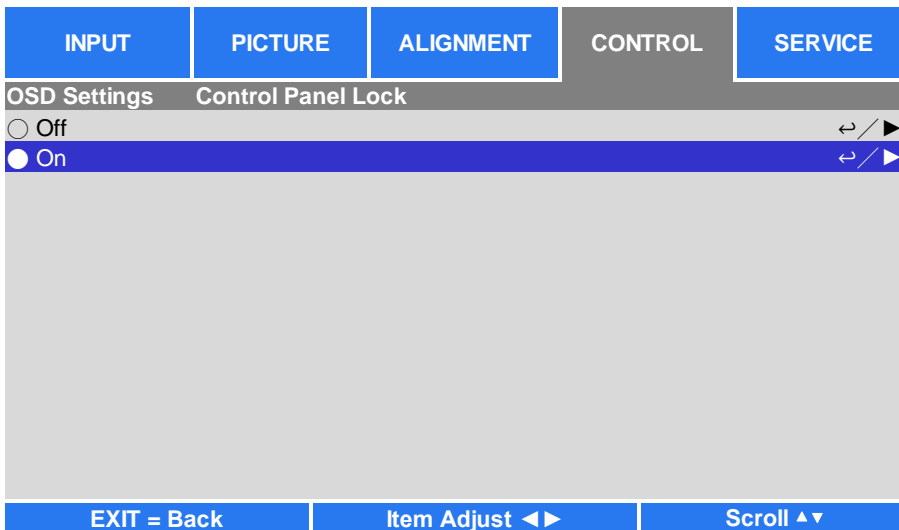 INPUT PICTURE ALIGNMENT CONTROL SERVICE
OSD Settings Control Panel Lock
○ Off ↩/▶
● On ↩/▶
EXIT = Back Item Adjust ◀▶ Scroll ▲▼